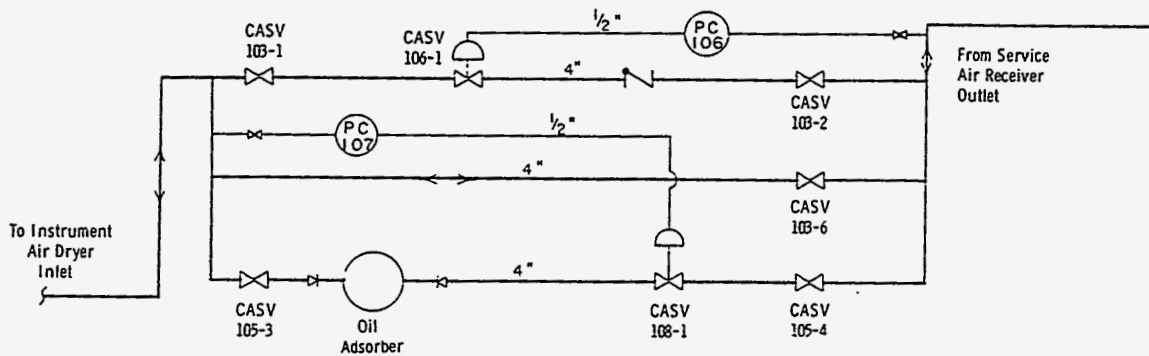 CASV
103-1
CASV
106-1
1/2"
PC
106
From Service
Air Receiver
Outlet
4"
CASV
103-2
PC
107
1/2"
4"
CASV
103-6
To Instrument
Air Dryer
Inlet
4"
CASV
105-3
Oil
Adsorber
CASV
108-1
CASV
105-4